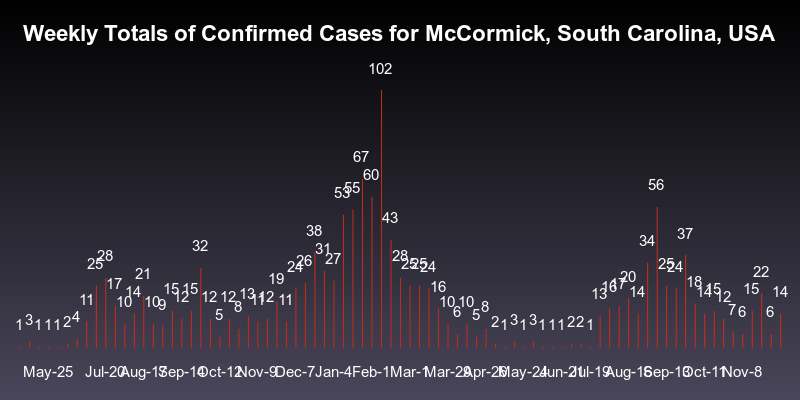 Weekly Totals of Confirmed Cases for McCormick, South Carolina, USA
1 3 1 1 1 2 4 11 25 28 17 10 14 21 10 9 15 12 15 32 12 5 12 8 13 11 12 19 11 24 26 38 31 27 53 55 67 60 102 43 28 25 25 24 16 10 6 10 5 8 2 1 3 1 3 1 1 1 2 2 1 13 16 17 20 14 34 56 25 24 37 18 14 15 12 7 6 15 22 6 14
May-25 Jul-20 Aug-17 Sep-14 Oct-12 Nov-9 Dec-7 Jan-4 Feb-1 Mar-1 Mar-29 Apr-26 May-24 Jun-21 Jul-19 Aug-16 Sep-13 Oct-11 Nov-8